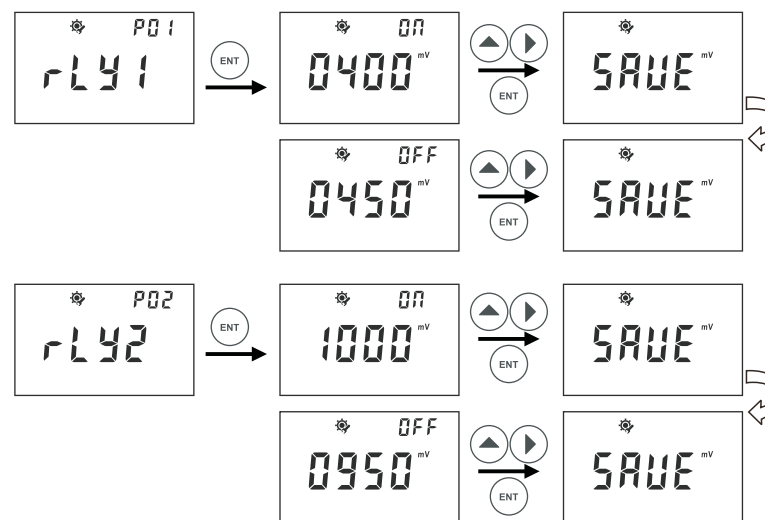 P01
rLY1
ENT
ON
0400 mV
ENT
SAVE mV
OFF
0450 mV
ENT
SAVE mV
P02
rLY2
ENT
ON
1000 mV
ENT
SAVE mV
OFF
0950 mV
ENT
SAVE mV